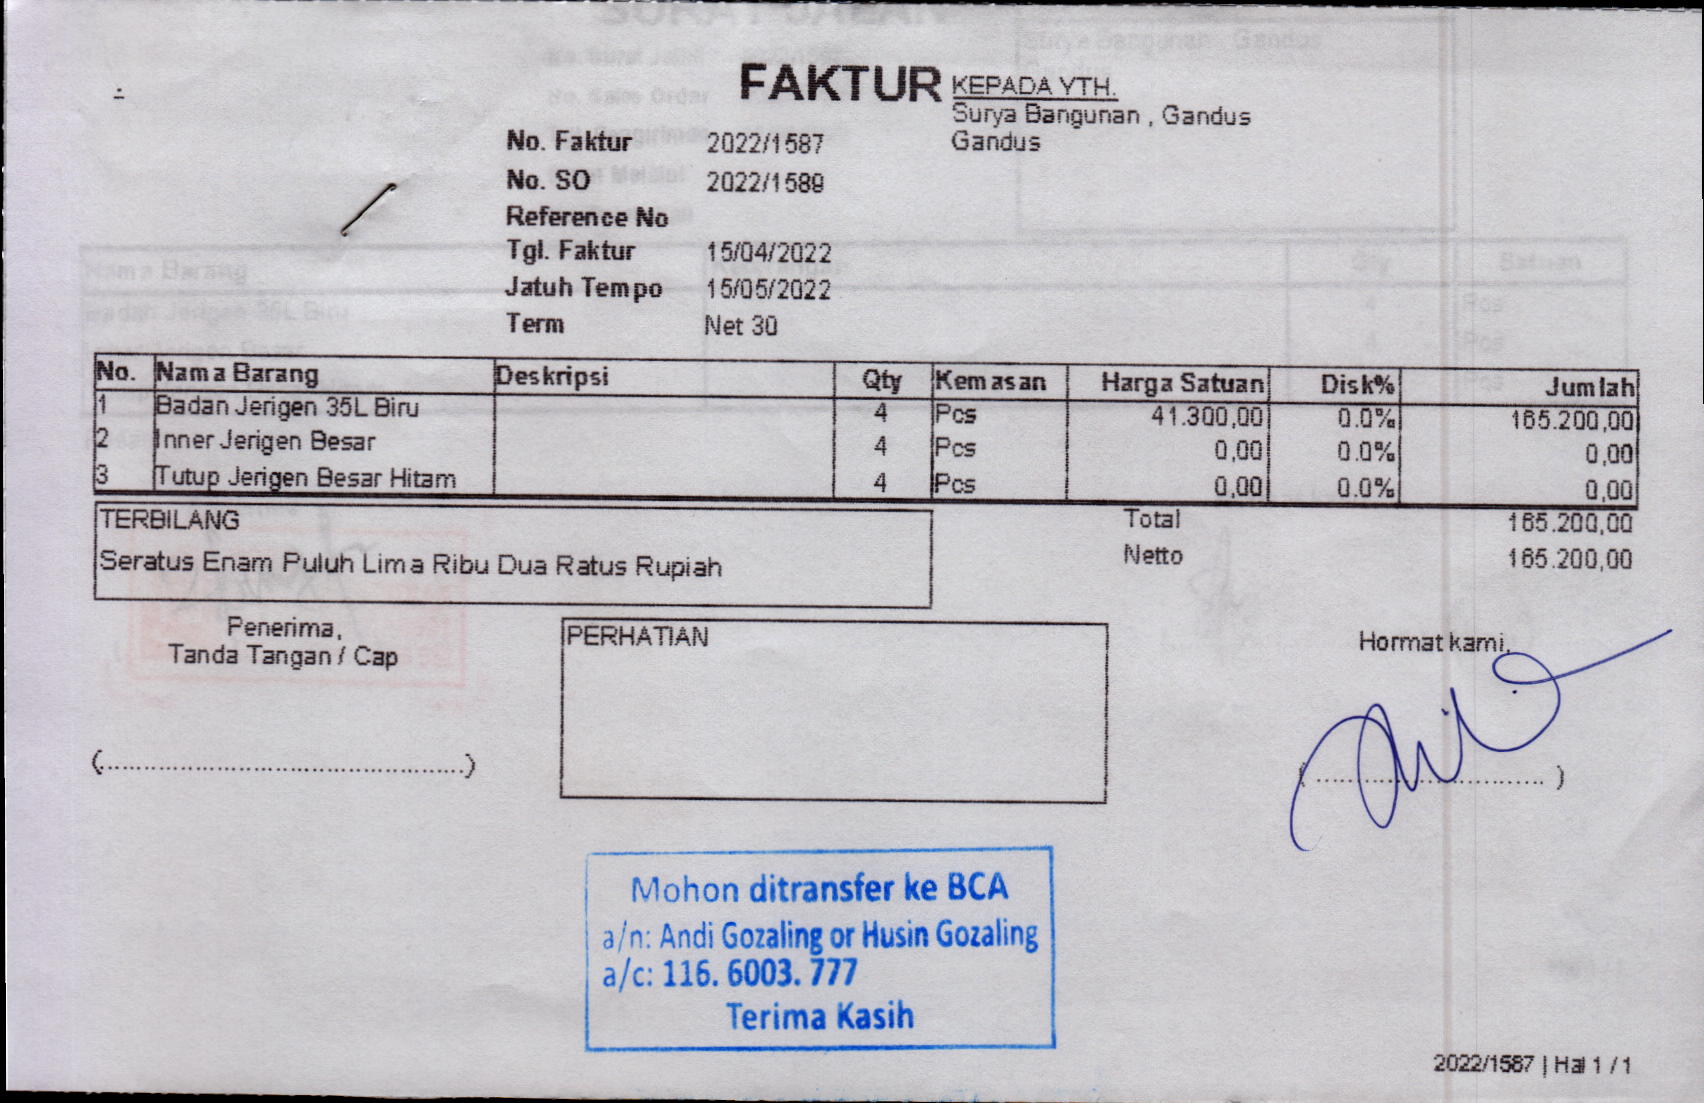 FAKTUR
KEPADA YTH.
Surya Bangunan , Gandus
Gandus
No. Faktur 2022/1587
No. SO 2022/1589
Reference No
Tgl. Faktur 15/04/2022
Jatuh Tempo 15/05/2022
Term Net 30
No. Nama Barang Deskripsi Qty Kemasan Harga Satuan Disk% Jumlah
1 Badan Jerigen 35L Biru 4 Pcs 41.300,00 0.0% 165.200,00
2 Inner Jerigen Besar 4 Pcs 0,00 0.0% 0,00
3 Tutup Jerigen Besar Hitam 4 Pcs 0,00 0.0% 0,00
TERBILANG
Seratus Enam Puluh Lima Ribu Dua Ratus Rupiah
Total 165.200,00
Netto 165.200,00
Penerima,
Tanda Tangan / Cap
(................................................)
PERHATIAN
Hormat kami,
( .............................. )
Mohon ditransfer ke BCA
a/n: Andi Gozaling or Husin Gozaling
a/c: 116. 6003. 777
Terima Kasih
2022/1587 | Hal 1 / 1